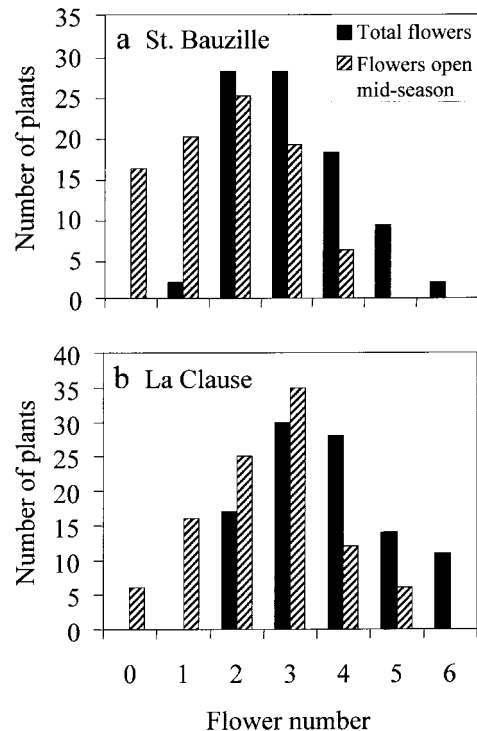 a St. Bauzille
Total flowers
Flowers open
mid-season
Number of plants
35
30
25
20
15
10
5
0
b La Clause
Number of plants
40
35
30
25
20
15
10
5
0
0 1 2 3 4 5 6
Flower number